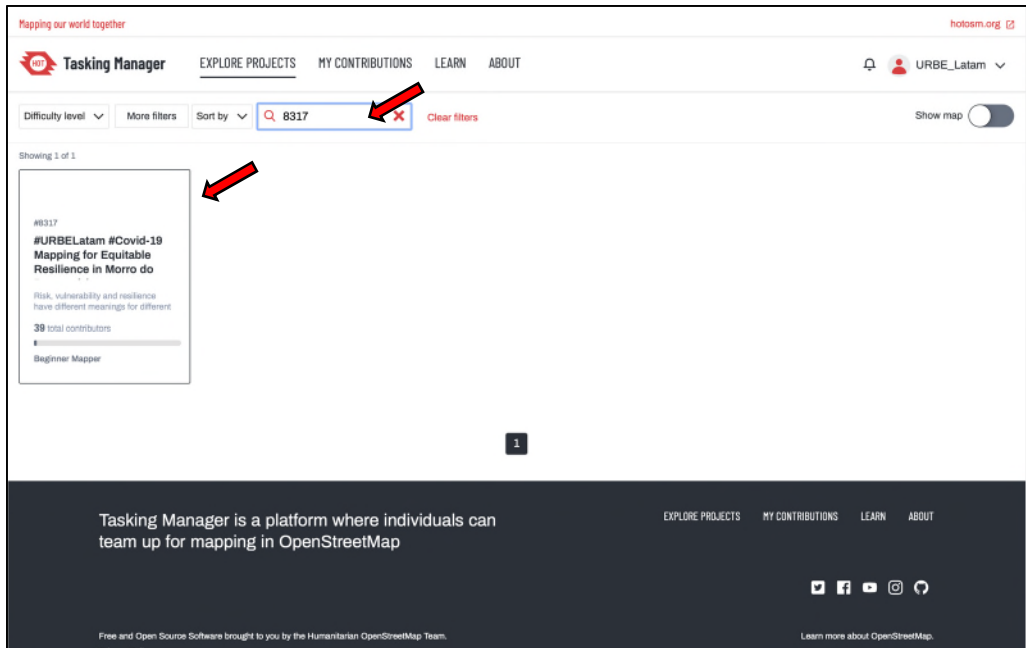 Mapping our world together
hotosm.org
HOT Tasking Manager EXPLORE PROJECTS MY CONTRIBUTIONS LEARN ABOUT URBE_Latam
Difficulty level More filters Sort by 8317 Clear filters Show map
Showing 1 of 1
#8317
#URBELatam #Covid-19
Mapping for Equitable
Resilience in Morro do
Risk, vulnerability and resilience
have different meanings for different
39 total contributors
Beginner Mapper
1
Tasking Manager is a platform where individuals can
team up for mapping in OpenStreetMap
EXPLORE PROJECTS MY CONTRIBUTIONS LEARN ABOUT
Free and Open Source Software brought to you by the Humanitarian OpenStreetMap Team.
Learn more about OpenStreetMap.